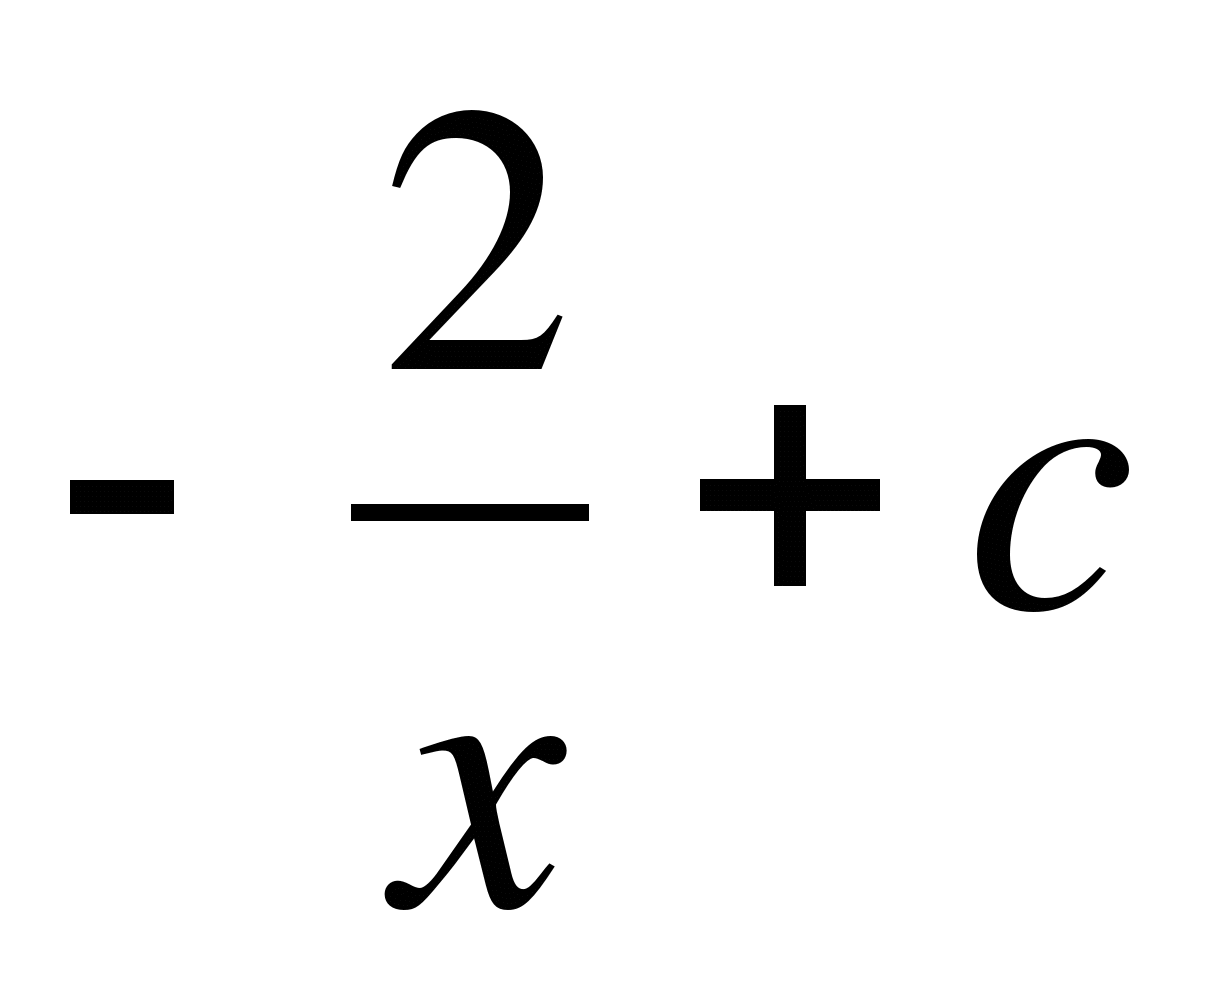 - 2/x + c